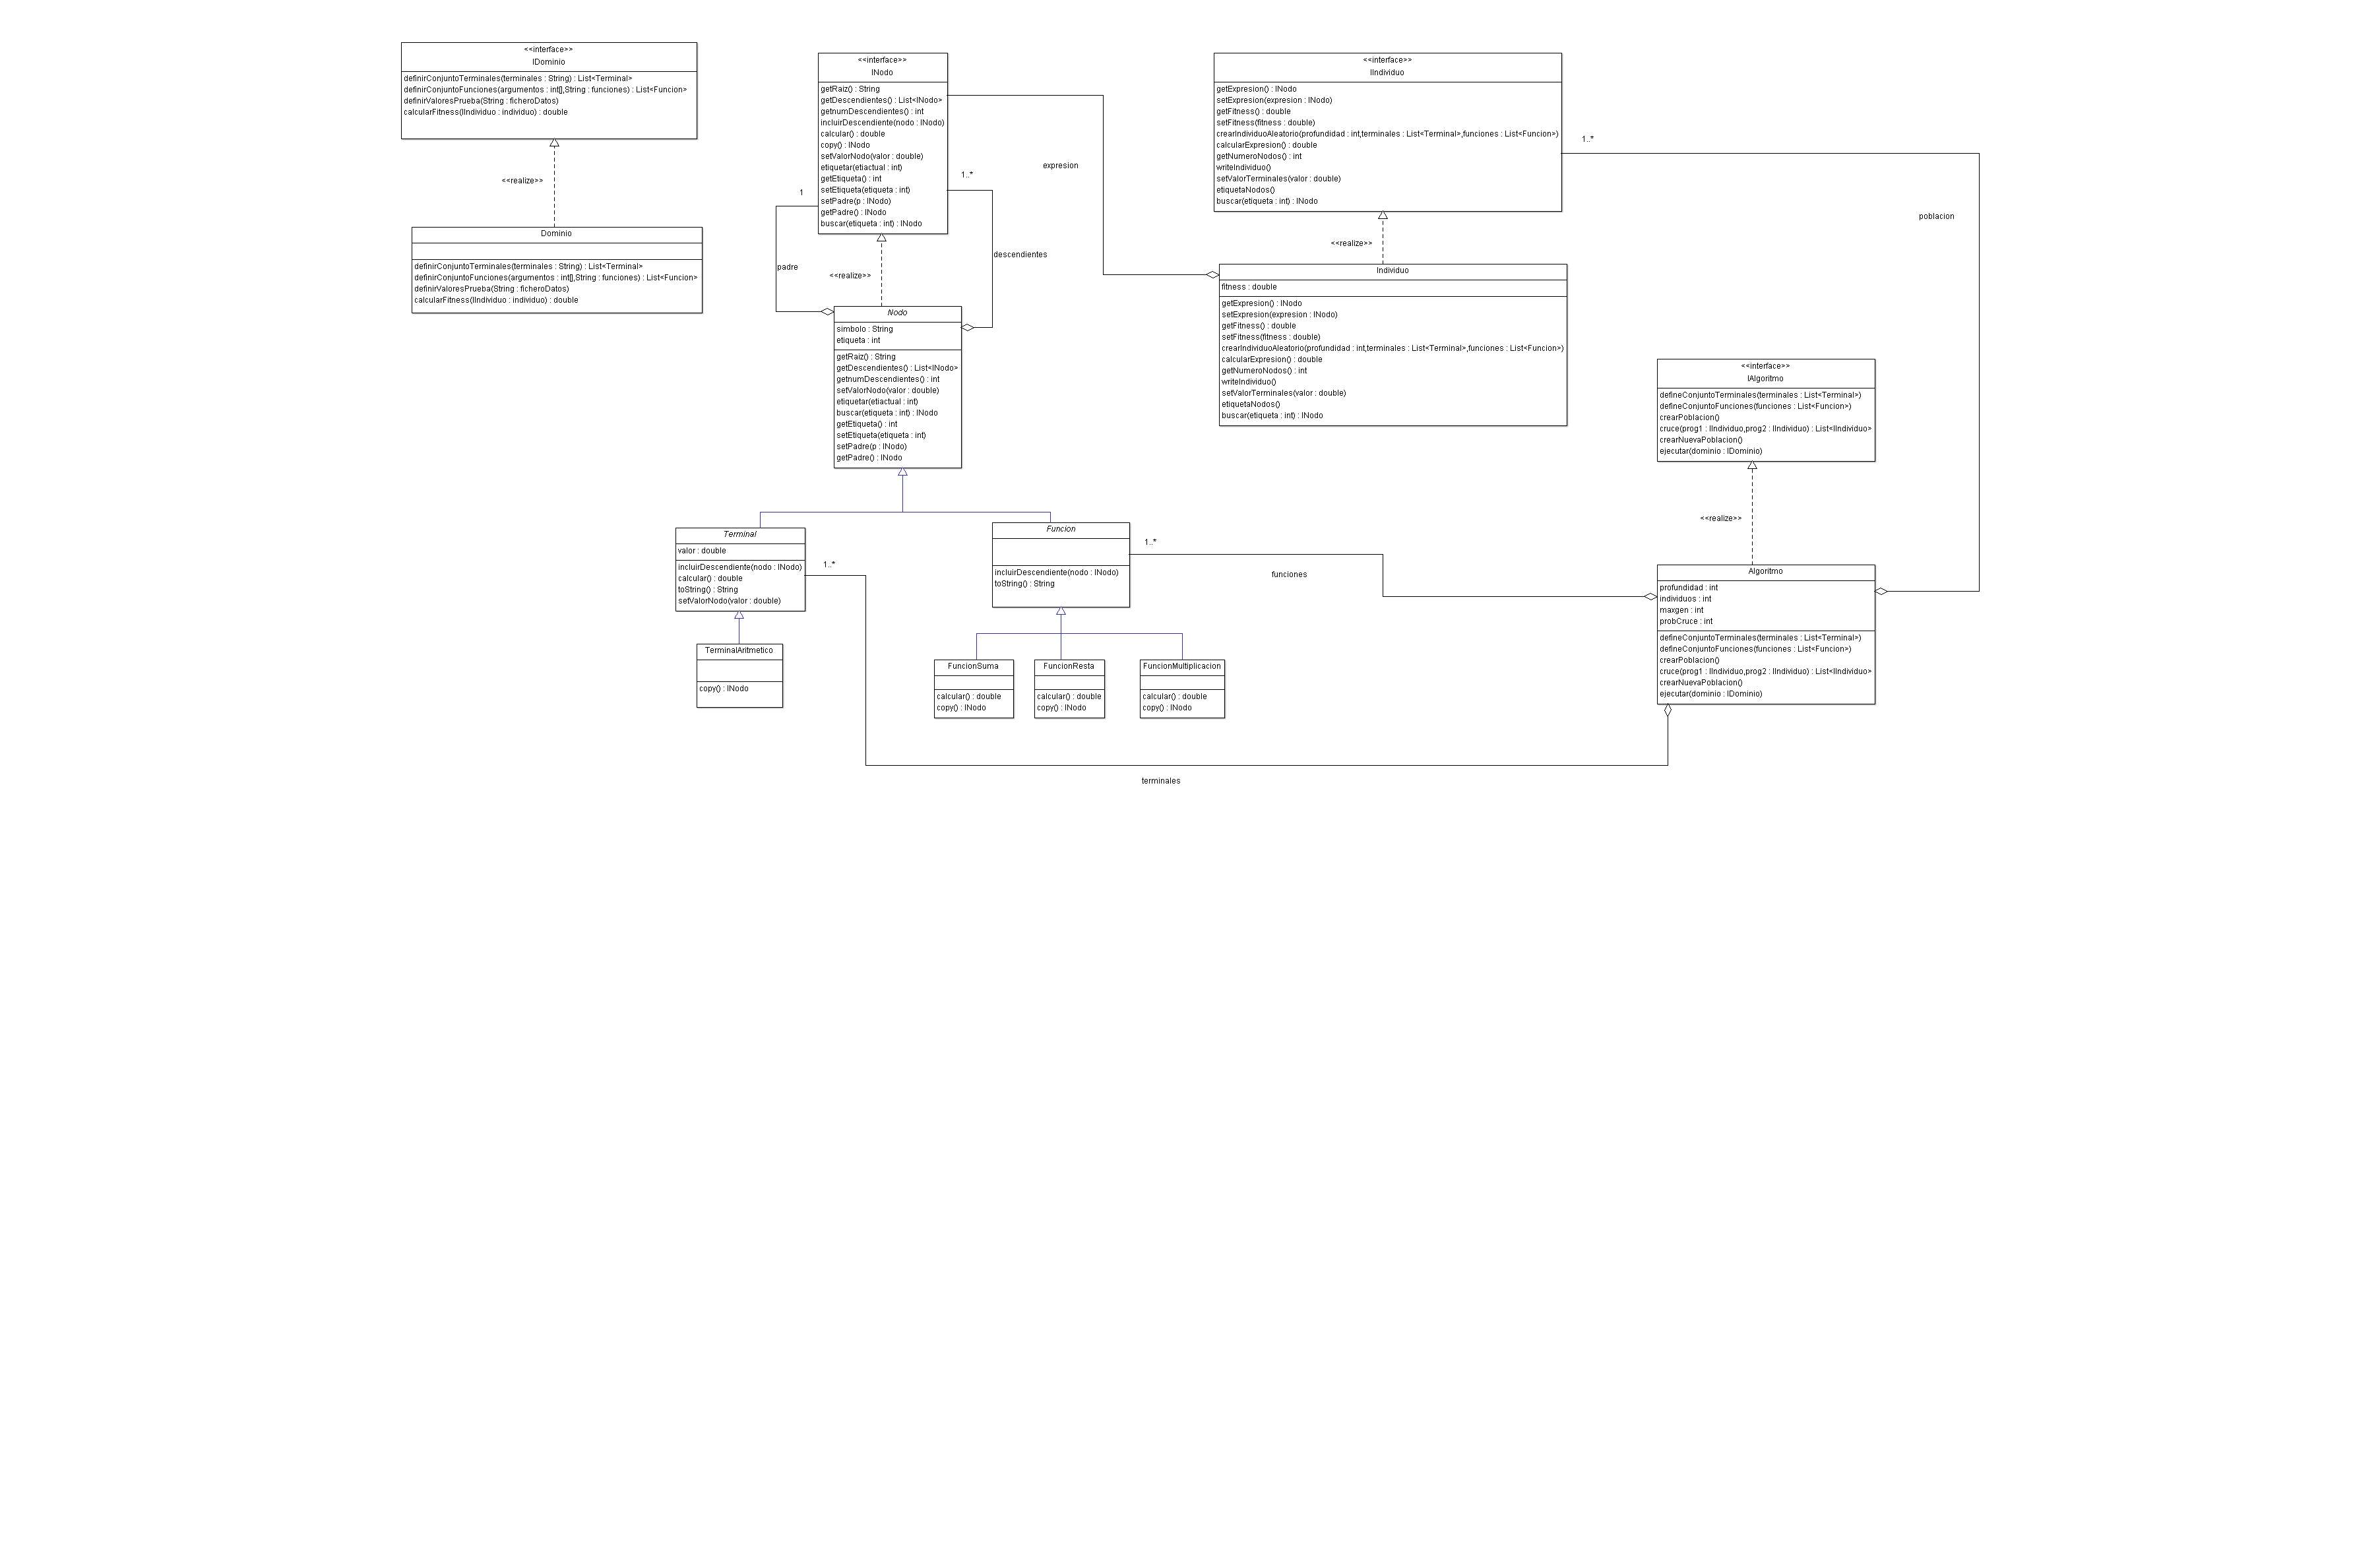 <<interface>>
IDominio
definirConjuntoTerminales(terminales : String) : List<Terminal>
definirConjuntoFunciones(argumentos : int[],String : funciones) : List<Funcion>
definirValoresPrueba(String : ficheroDatos)
calcularFitness(IIndividuo : individuo) : double
<<realize>>
Dominio
definirConjuntoTerminales(terminales : String) : List<Terminal>
definirConjuntoFunciones(argumentos : int[],String : funciones) : List<Funcion>
definirValoresPrueba(String : ficheroDatos)
calcularFitness(IIndividuo : individuo) : double
<<interface>>
INodo
getRaiz() : String
getDescendientes() : List<INodo>
getnumDescendientes() : int
incluirDescendiente(nodo : INodo)
calcular() : double
copy() : INodo
setValorNodo(valor : double)
etiquetar(etiactual : int)
getEtiqueta() : int
setEtiqueta(etiqueta : int)
setPadre(p : INodo)
getPadre() : INodo
buscar(etiqueta : int) : INodo
1
1..*
padre
<<realize>>
descendientes
expresion
Nodo
simbolo : String
etiqueta : int
getRaiz() : String
getDescendientes() : List<INodo>
getnumDescendientes() : int
setValorNodo(valor : double)
etiquetar(etiactual : int)
buscar(etiqueta : int) : INodo
getEtiqueta() : int
setEtiqueta(etiqueta : int)
setPadre(p : INodo)
getPadre() : INodo
<<interface>>
IIndividuo
getExpresion() : INodo
setExpresion(expresion : INodo)
getFitness() : double
setFitness(fitness : double)
crearIndividuoAleatorio(profundidad : int,terminales : List<Terminal>,funciones : List<Funcion>)
calcularExpresion() : double
getNumeroNodos() : int
writeIndividuo()
setValorTerminales(valor : double)
etiquetaNodos()
buscar(etiqueta : int) : INodo
1..*
poblacion
<<realize>>
Individuo
fitness : double
getExpresion() : INodo
setExpresion(expresion : INodo)
getFitness() : double
setFitness(fitness : double)
crearIndividuoAleatorio(profundidad : int,terminales : List<Terminal>,funciones : List<Funcion>)
calcularExpresion() : double
getNumeroNodos() : int
writeIndividuo()
setValorTerminales(valor : double)
etiquetaNodos()
buscar(etiqueta : int) : INodo
<<interface>>
IAlgoritmo
defineConjuntoTerminales(terminales : List<Terminal>)
defineConjuntoFunciones(funciones : List<Funcion>)
crearPoblacion()
cruce(prog1 : IIndividuo,prog2 : IIndividuo) : List<IIndividuo>
crearNuevaPoblacion()
ejecutar(dominio : IDominio)
<<realize>>
Terminal
valor : double
incluirDescendiente(nodo : INodo)
calcular() : double
toString() : String
setValorNodo(valor : double)
1..*
TerminalAritmetico
copy() : INodo
Funcion
incluirDescendiente(nodo : INodo)
toString() : String
1..*
funciones
FuncionSuma
calcular() : double
copy() : INodo
FuncionResta
calcular() : double
copy() : INodo
FuncionMultiplicacion
calcular() : double
copy() : INodo
Algoritmo
profundidad : int
individuos : int
maxgen : int
probCruce : int
defineConjuntoTerminales(terminales : List<Terminal>)
defineConjuntoFunciones(funciones : List<Funcion>)
crearPoblacion()
cruce(prog1 : IIndividuo,prog2 : IIndividuo) : List<IIndividuo>
crearNuevaPoblacion()
ejecutar(dominio : IDominio)
terminales